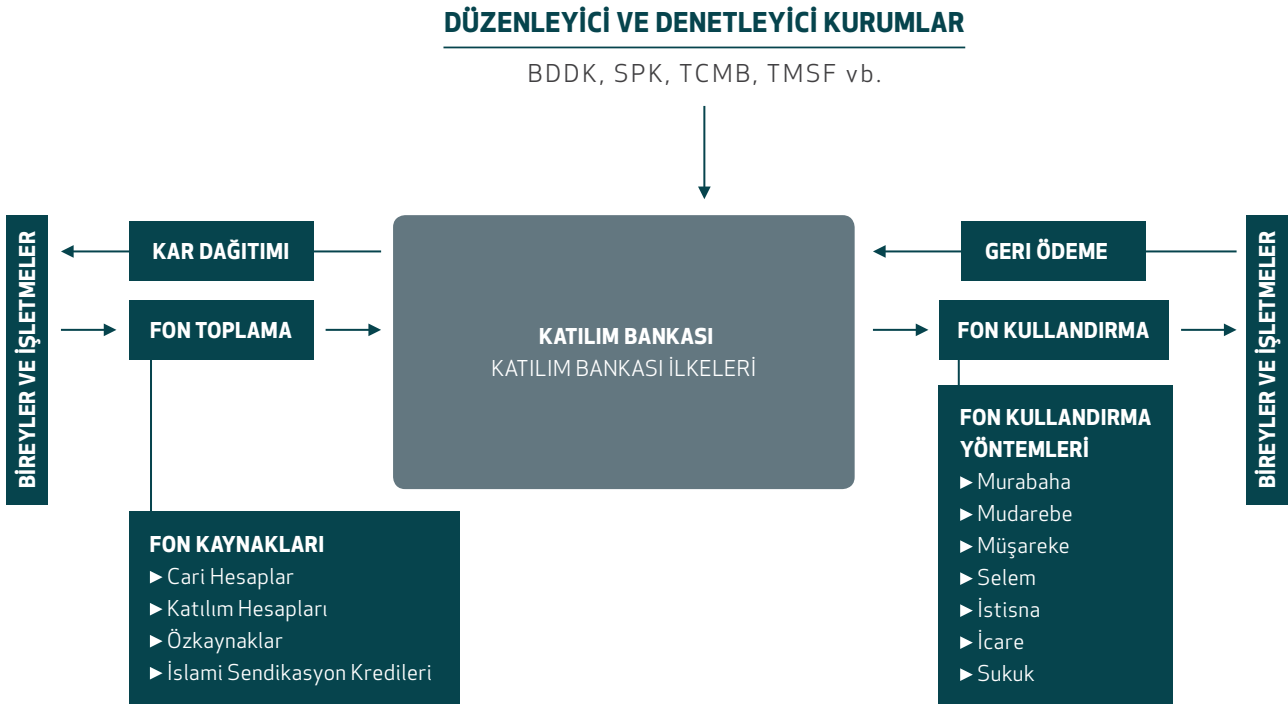 DÜZENLEYİCİ VE DENETLEYİCİ KURUMLAR
BDDK, SPK, TCMB, TMSF vb.
BİREYLER VE İŞLETMELER
KAR DAĞITIMI
FON TOPLAMA
FON KAYNAKLARI
► Cari Hesaplar
► Katılım Hesapları
► Özkaynaklar
► İslami Sendikasyon Kredileri
KATILIM BANKASI
KATILIM BANKASI İLKELERİ
GERI ÖDEME
FON KULLANDIRMA
FON KULLANDIRMA
YÖNTEMLERİ
► Murabaha
► Mudarebe
► Müşareke
► Selem
► İstisna
► İcare
► Sukuk
BİREYLER VE İŞLETMELER